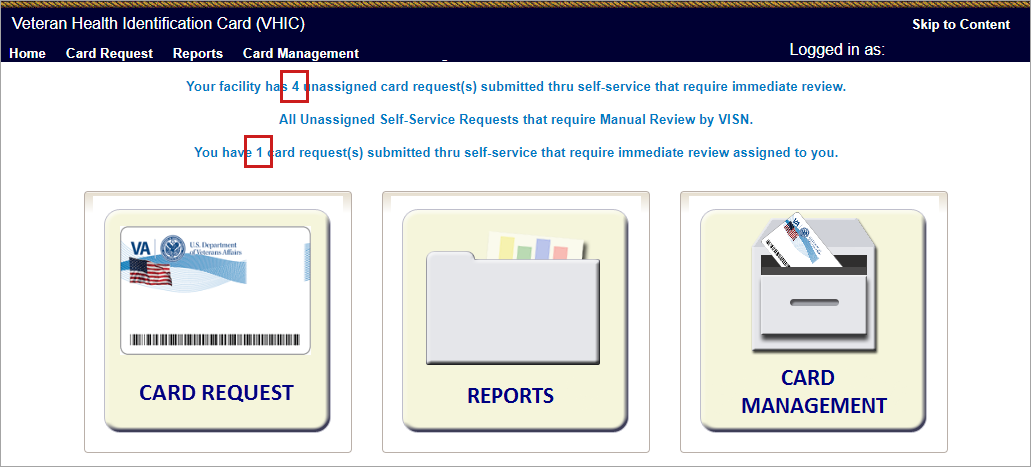 Veteran Health Identification Card (VHIC)
Skip to Content
Home Card Request Reports Card Management
Logged in as:
Your facility has 4 unassigned card request(s) submitted thru self-service that require immediate review.
All Unassigned Self-Service Requests that require Manual Review by VISN.
You have 1 card request(s) submitted thru self-service that require immediate review assigned to you.
VA
U.S. Department
of Veterans Affairs
CARD REQUEST
REPORTS
CARD
MANAGEMENT